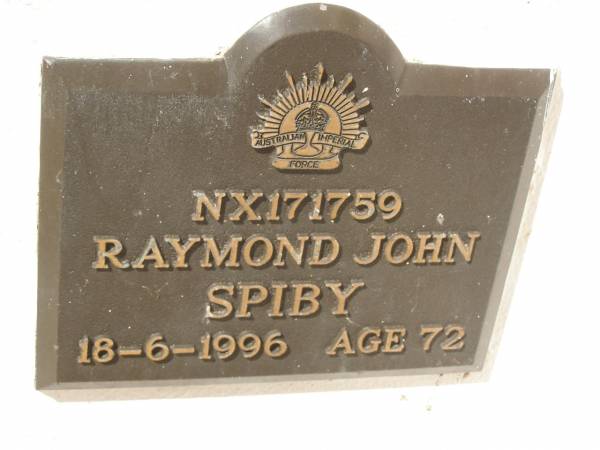 AUSTRALIAN IMPERIAL
FORCE
NX171759
RAYMOND JOHN
SPIBY
18-6-1996 AGE 72